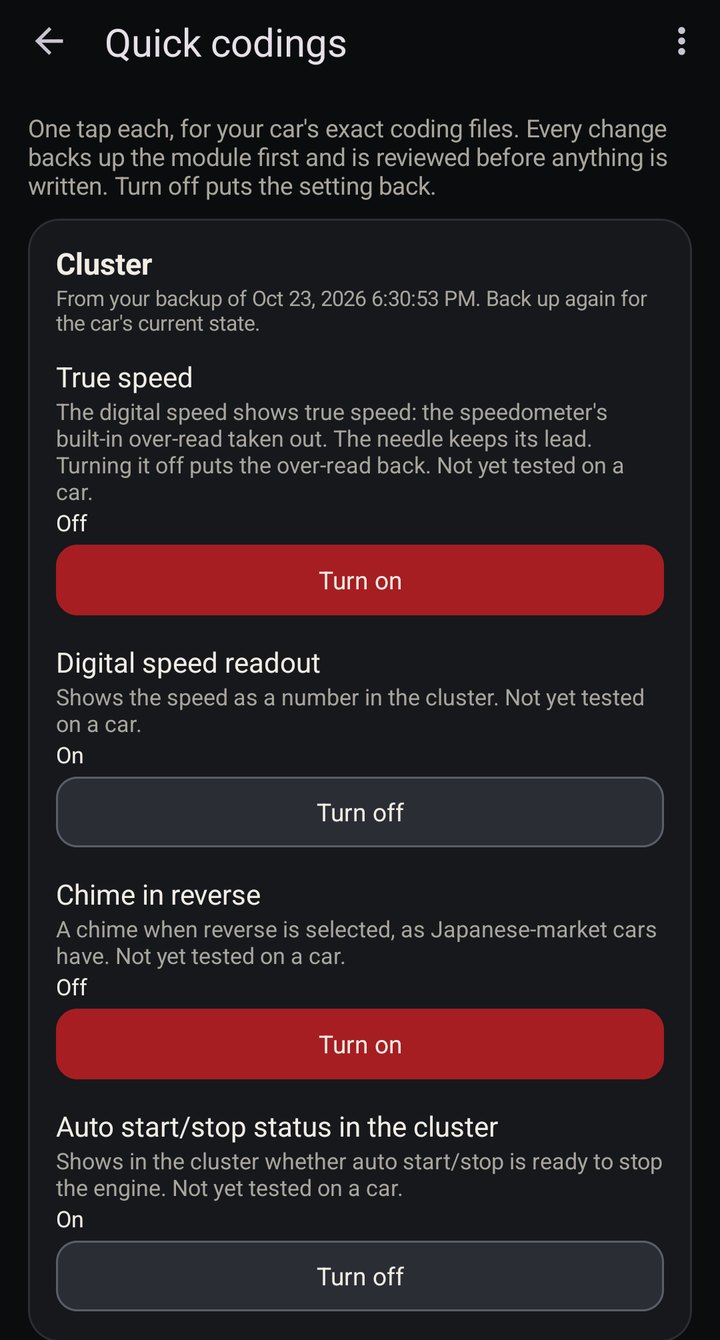 Quick codings
One tap each, for your car's exact coding files. Every change
backs up the module first and is reviewed before anything is
written. Turn off puts the setting back.
Cluster
From your backup of Oct 23, 2026 6:30:53 PM. Back up again for
the car's current state.
True speed
The digital speed shows true speed: the speedometer's
built-in over-read taken out. The needle keeps its lead.
Turning it off puts the over-read back. Not yet tested on a
car.
Off
Turn on
Digital speed readout
Shows the speed as a number in the cluster. Not yet tested
on a car.
On
Turn off
Chime in reverse
A chime when reverse is selected, as Japanese-market cars
have. Not yet tested on a car.
Off
Turn on
Auto start/stop status in the cluster
Shows in the cluster whether auto start/stop is ready to stop
the engine. Not yet tested on a car.
On
Turn off